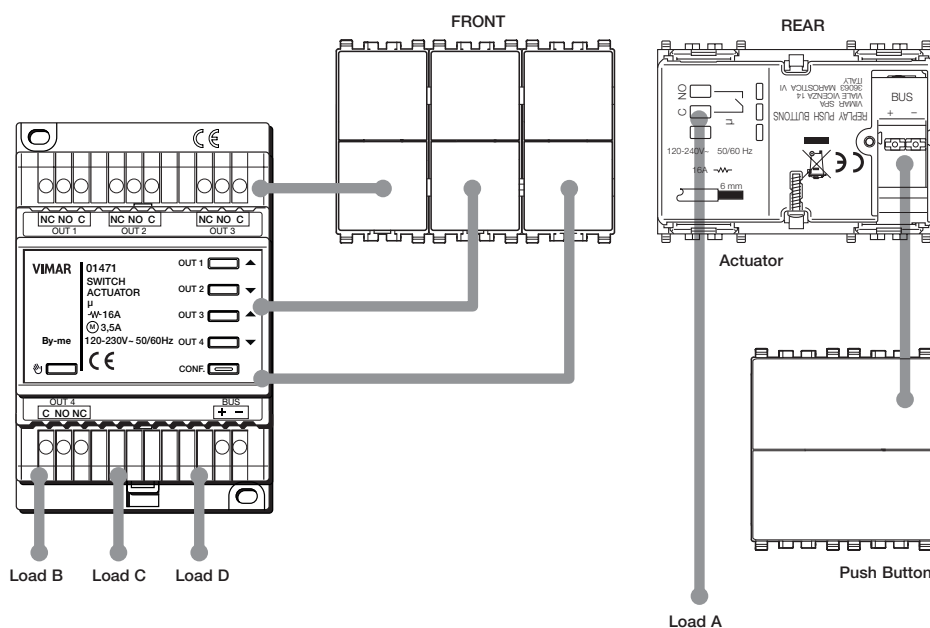 FRONT
REAR
NC NO C
NC NO C
NC NO C
OUT 1
OUT 2
OUT 3
VIMAR
01471
SWITCH
ACTUATOR
µ
16A
M 3,5A
120-230V~ 50/60Hz
By-me
CE
OUT 1
OUT 2
OUT 3
OUT 4
CONF.
OUT 4
C NO NC
BUS
+ −
Load B
Load C
Load D
C NO
120-240V~ 50/60 Hz
16A
6 mm
REPLAY PUSH BUTTONS
VIMAR SPA
VIALE VICENZA 14
36063 MAROSTICA VI
ITALY
CE
BUS
+ −
Actuator
Push Button
Load A